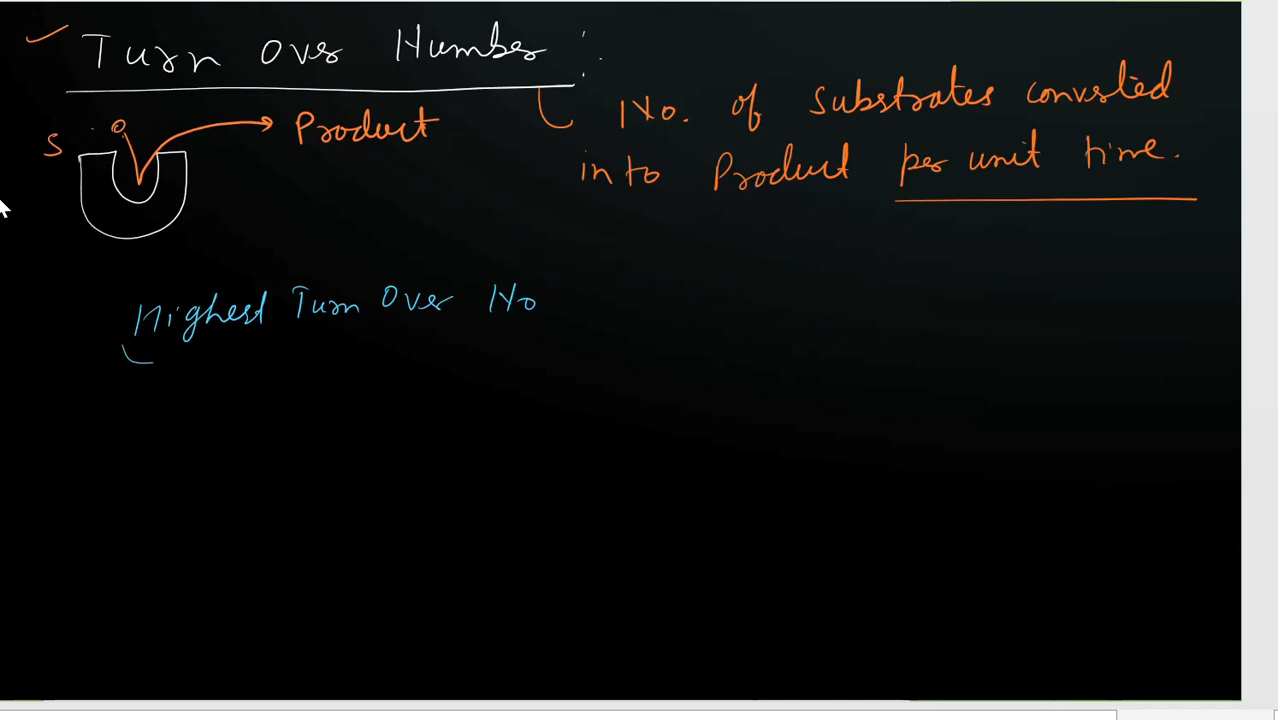 Turn Over Number :
No. of substrates converted
into Product per unit time.
S
Product
Highest Turn Over No